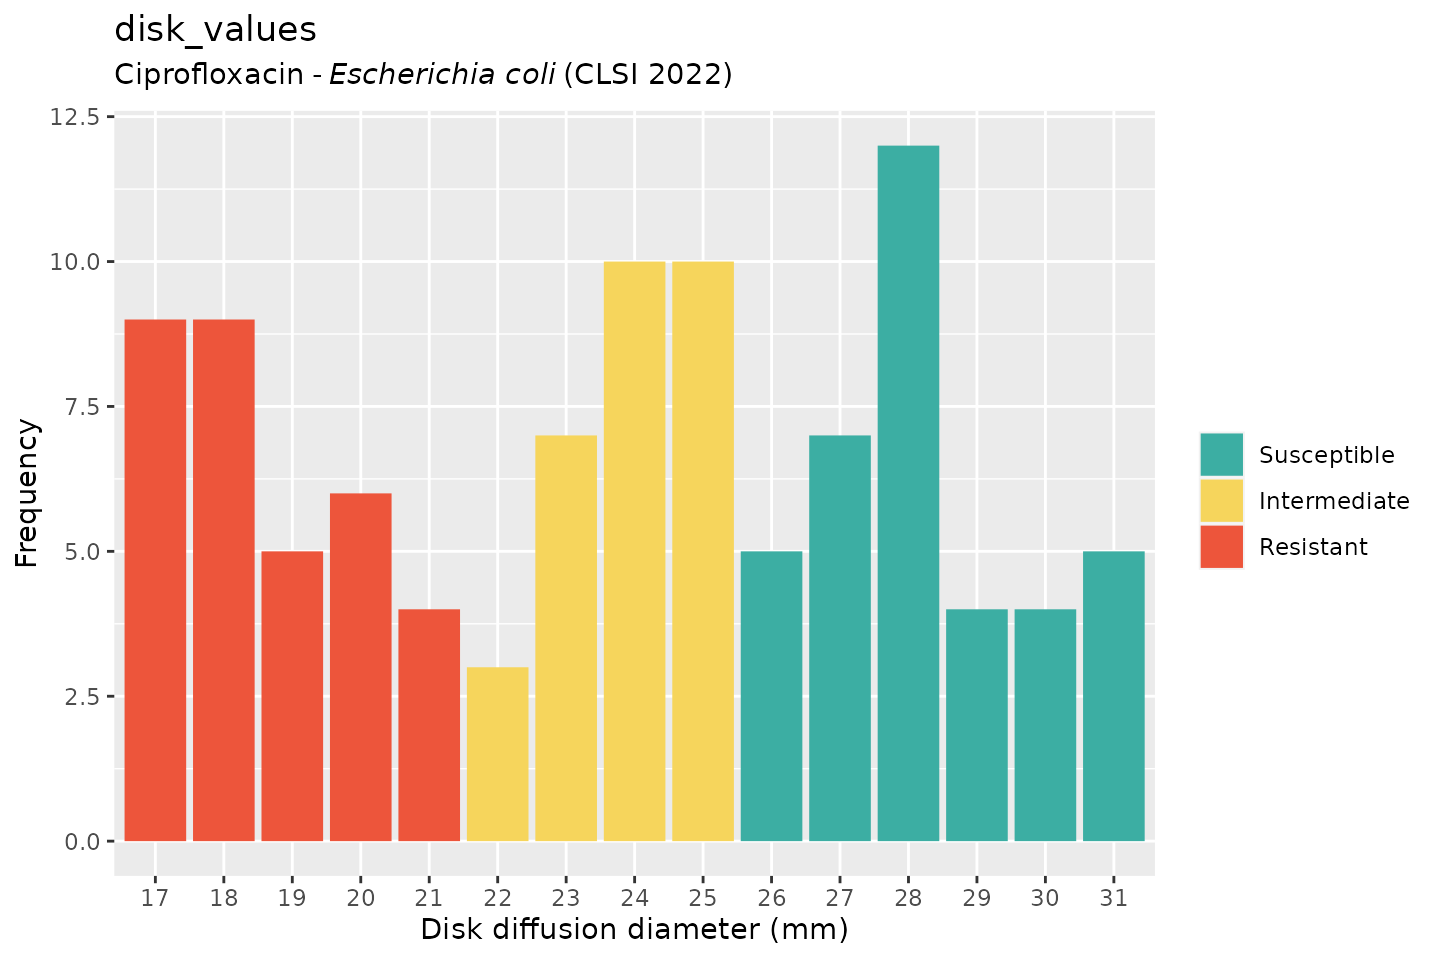 disk_values
Ciprofloxacin - Escherichia coli (CLSI 2022)
12.5
10.0
7.5
5.0
2.5
0.0
Frequency
17 18 19 20 21 22 23 24 25 26 27 28 29 30 31
Disk diffusion diameter (mm)
Susceptible
Intermediate
Resistant